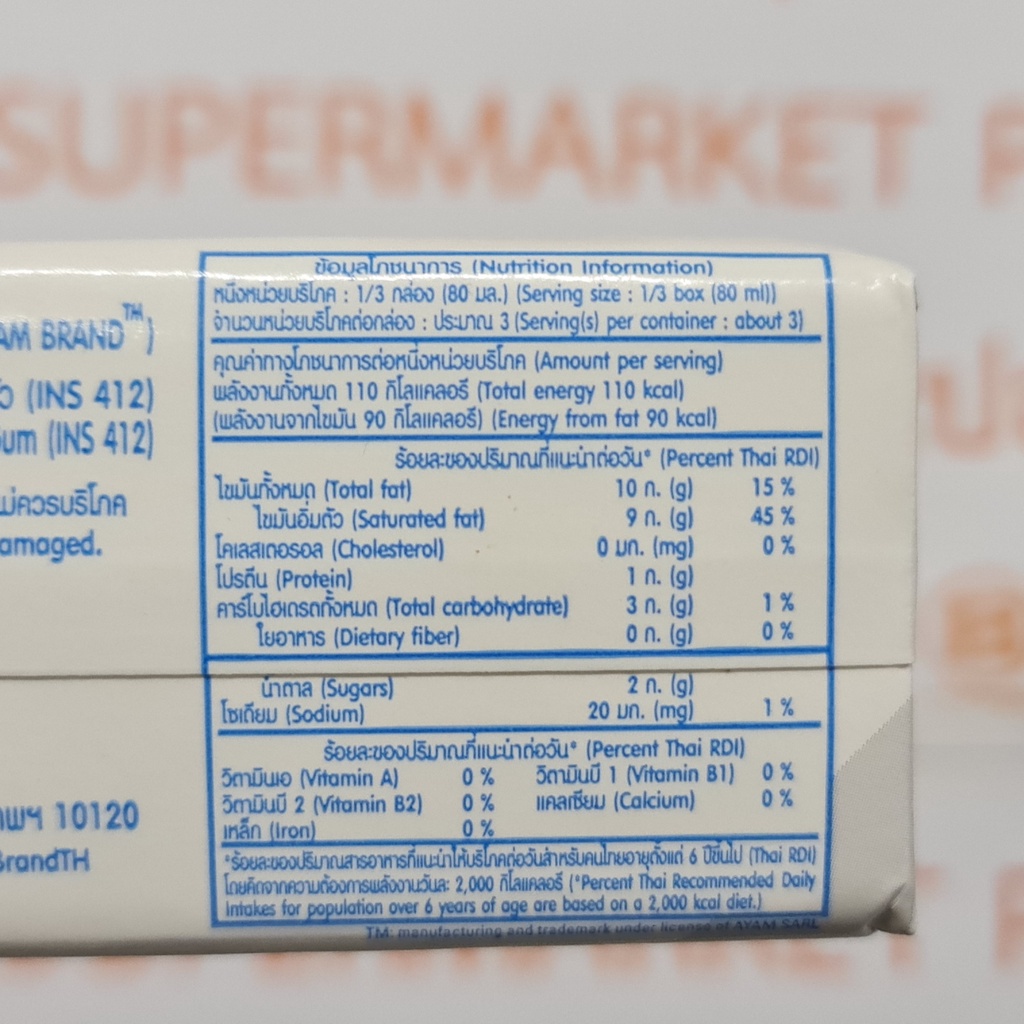 SUPERMARKET
AM BRAND™)
(INS 412)
um (INS 412)
ไม่ควรบริโภค
amaged.
10120
BrandTH
ข้อมูลโภชนาการ (Nutrition Information)
หนึ่งหน่วยบริโภค : 1/3 กล่อง (80 มล.) (Serving size : 1/3 box (80 ml))
จำนวนหน่วยบริโภคต่อกล่อง : ประมาณ 3 (Serving(s) per container : about 3)
คุณค่าทางโภชนาการต่อหนึ่งหน่วยบริโภค (Amount per serving)
พลังงานทั้งหมด 110 กิโลแคลอรี (Total energy 110 kcal)
(พลังงานจากไขมัน 90 กิโลแคลอรี) (Energy from fat 90 kcal)
ร้อยละของปริมาณที่แนะนำต่อวัน* (Percent Thai RDI)
ไขมันทั้งหมด (Total fat) 10 ก. (g) 15 %
ไขมันอิ่มตัว (Saturated fat) 9 ก. (g) 45 %
โคเลสเตอรอล (Cholesterol) 0 มก. (mg) 0 %
โปรตีน (Protein) 1 ก. (g)
คาร์โบไฮเดรตทั้งหมด (Total carbohydrate) 3 ก. (g) 1 %
ใยอาหาร (Dietary fiber) 0 ก. (g) 0 %
น้ำตาล (Sugars) 2 ก. (g)
โซเดียม (Sodium) 20 มก. (mg) 1 %
ร้อยละของปริมาณที่แนะนำต่อวัน* (Percent Thai RDI)
วิตามินเอ (Vitamin A) 0 % วิตามินบี 1 (Vitamin B1) 0 %
วิตามินบี 2 (Vitamin B2) 0 % แคลเซียม (Calcium) 0 %
เหล็ก (Iron) 0 %
*ร้อยละของปริมาณสารอาหารที่แนะนำให้บริโภคต่อวันสำหรับคนไทยอายุตั้งแต่ 6 ปีขึ้นไป (Thai RDI)
โดยคิดจากความต้องการพลังงานวันละ 2,000 กิโลแคลอรี (*Percent Thai Recommended Daily
Intakes for population over 6 years of age are based on a 2,000 kcal diet.)
TM: manufacturing and trademark under license of AYAM SARL